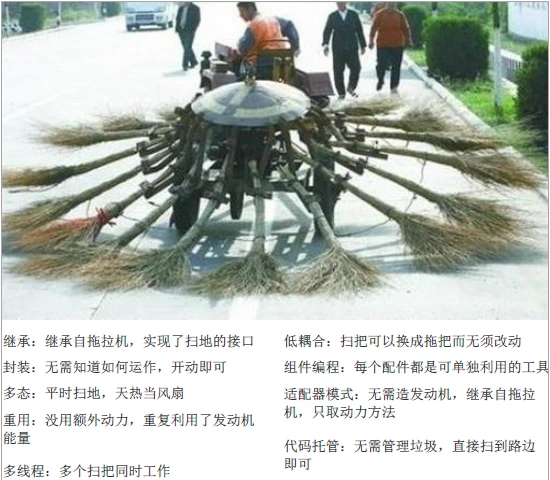 继承：继承自拖拉机，实现了扫地的接口
封装：无需知道如何运作，开动即可
多态：平时扫地，天热当风扇
重用：没用额外动力，重复利用了发动机
能量
多线程：多个扫把同时工作
低耦合：扫把可以换成拖把而无须改动
组件编程：每个配件都是可单独利用的工具
适配器模式：无需造发动机，继承自拖拉
机，只取动力方法
代码托管：无需管理垃圾，直接扫到路边
即可